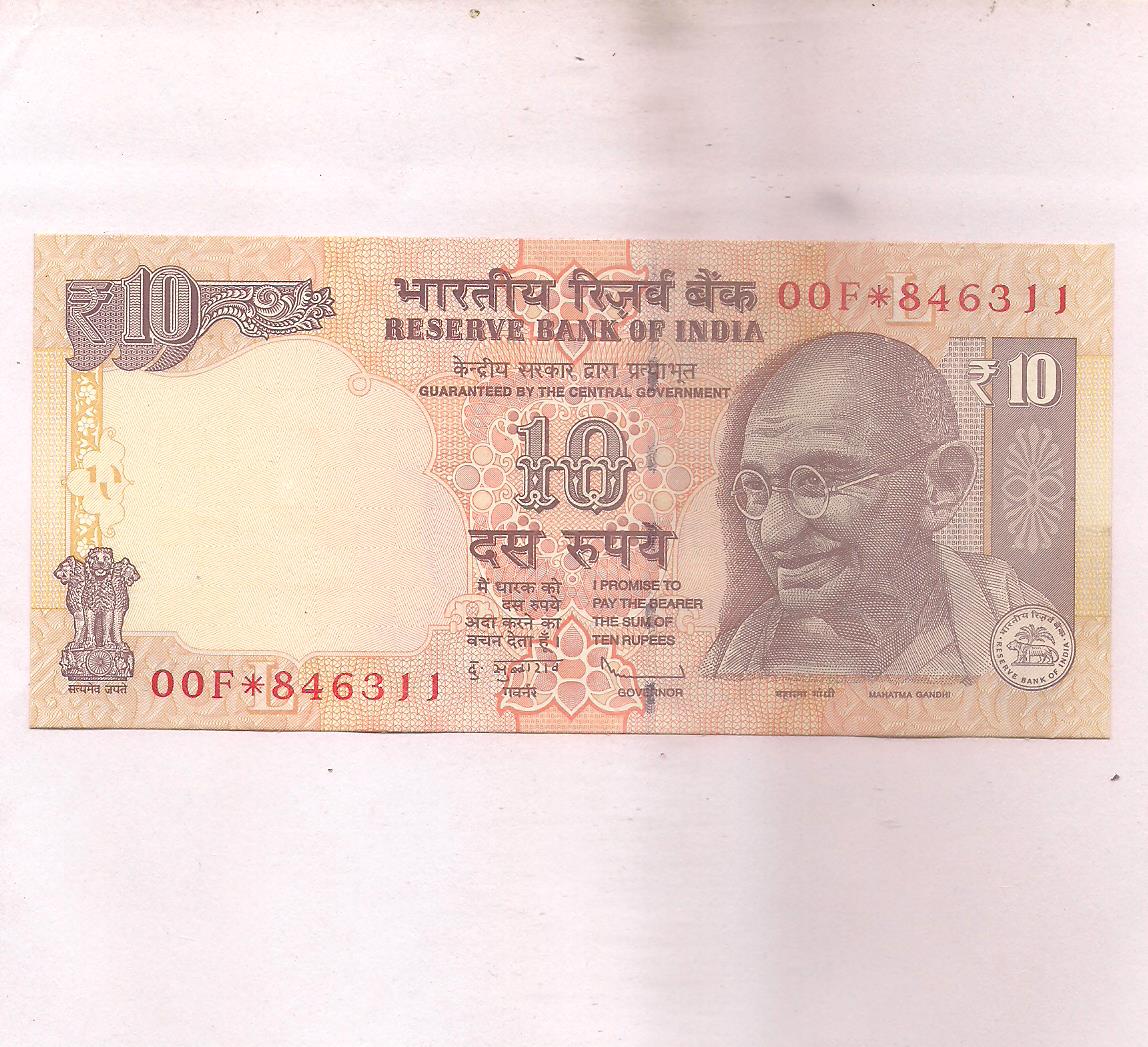 ₹10
भारतीय रिज़र्व बैंक
RESERVE BANK OF INDIA
00F*846311
L
केन्द्रीय सरकार द्वारा प्रत्याभूत
GUARANTEED BY THE CENTRAL GOVERNMENT
₹10
10
दस रुपये
मैं धारक को
दस रुपये
अदा करने का
वचन देता हूँ।
I PROMISE TO
PAY THE BEARER
THE SUM OF
TEN RUPEES
गवर्नर
GOVERNOR
सत्यमेव जयते
00F*846311
L
महात्मा गांधी
MAHATMA GANDHI
भारतीय रिज़र्व बैंक
RESERVE BANK OF INDIA